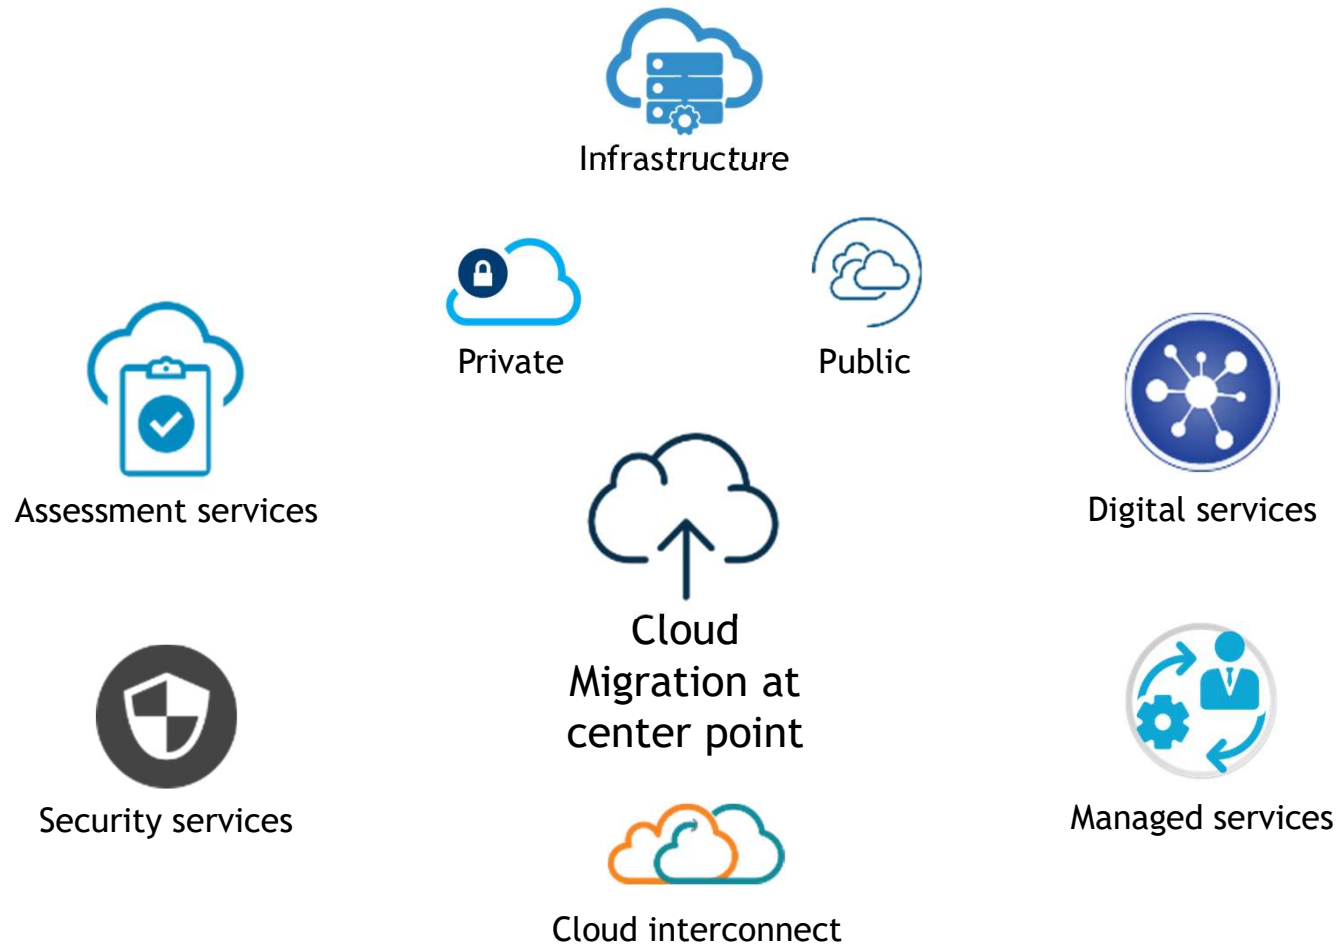 Infrastructure
Private
Public
Assessment services
Digital services
Cloud
Migration at
center point
Security services
Managed services
Cloud interconnect